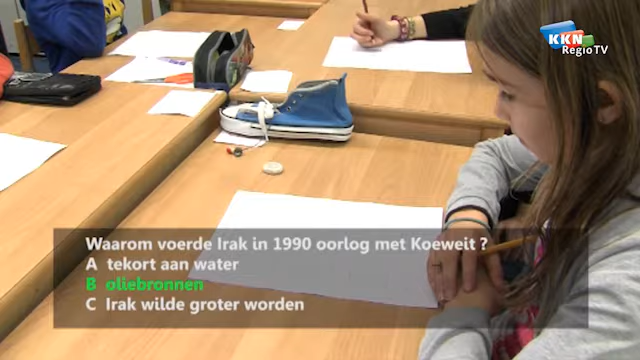 KKN
RegioTV
Waarom voerde Irak in 1990 oorlog met Koeweit ?
A tekort aan water
B oliebronnen
C Irak wilde groter worden